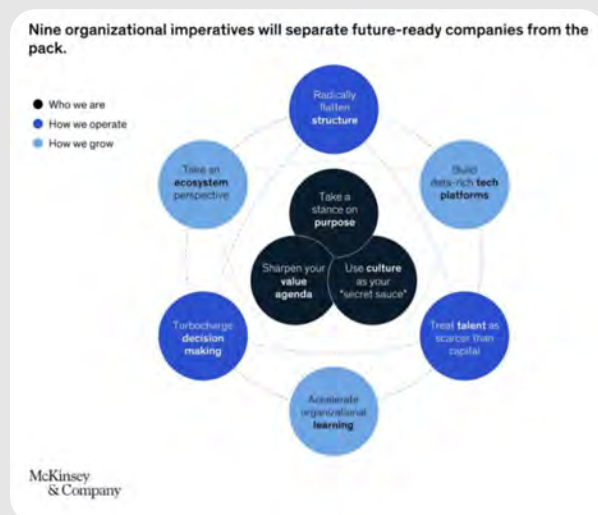 Nine organizational imperatives will separate future-ready companies from the
pack.
Who we are
How we operate
How we grow
Radically
flatten
structure
Take an
ecosystem
perspective
Build
data-rich tech
platforms
Take a
stance on
purpose
Sharpen your
value
agenda
Use culture
as your
"secret sauce"
Turbocharge
decision
making
Treat talent as
scarcer than
capital
Accelerate
organizational
learning
McKinsey
& Company